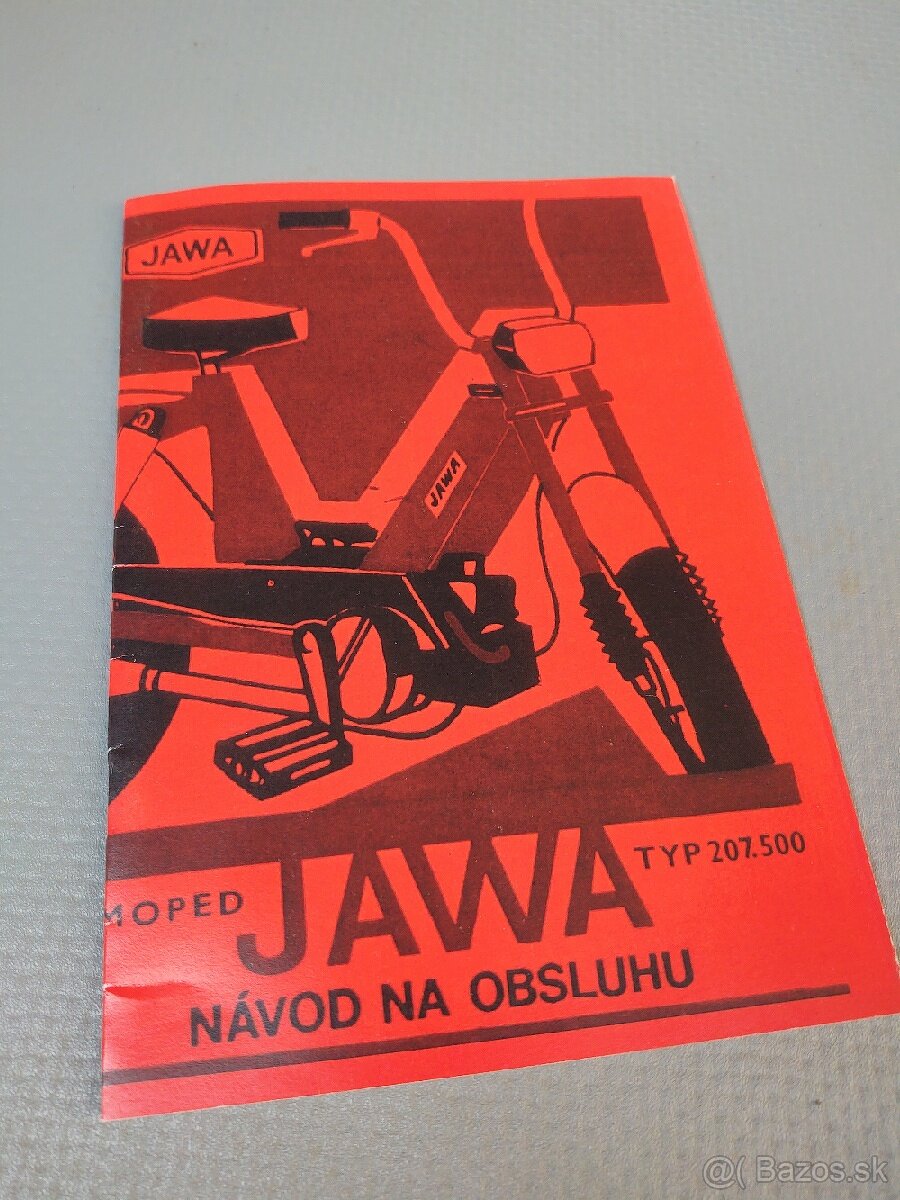 JAWA
JAWA
MOPED JAWA TYP 207.500
NÁVOD NA OBSLUHU
@( Bazos.sk